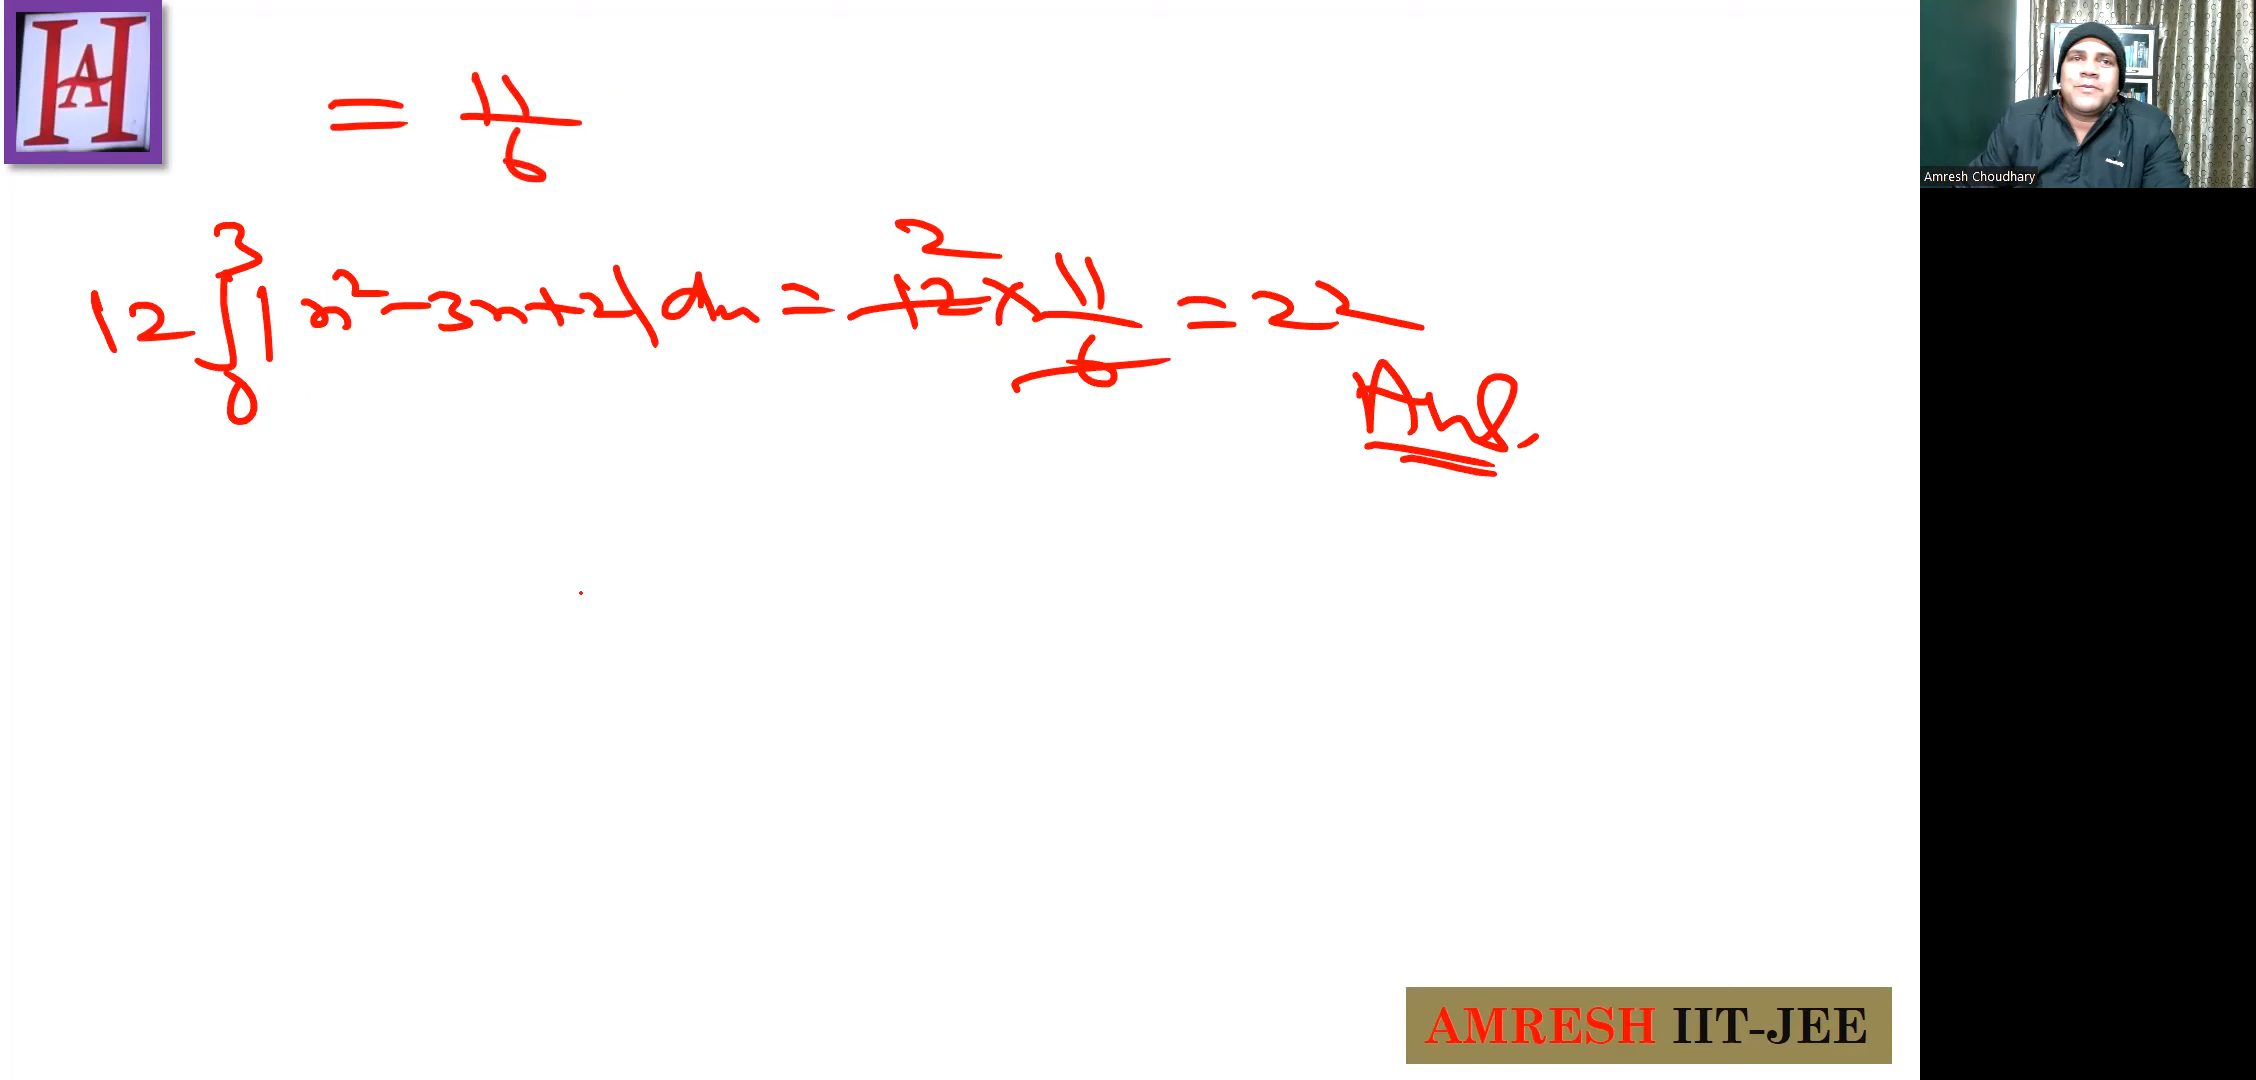 HA
= 11/6
12 ∫₀³ |x² - 3x + 2| dx = 12 × 11/6 = 22
2
Ans.
Amresh Choudhary
AMRESH IIT-JEE